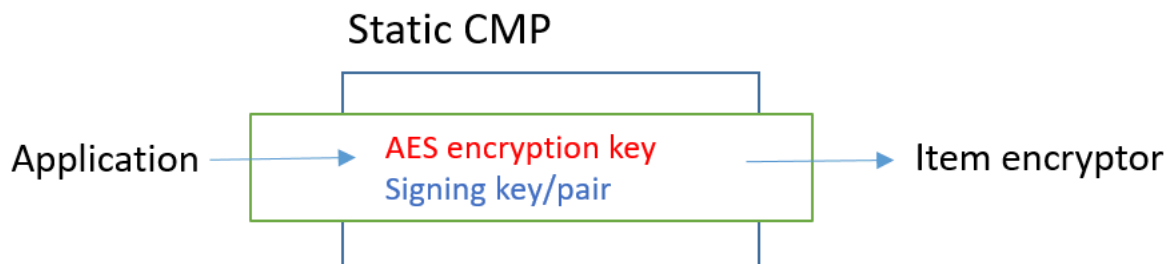 Static CMP
Application
AES encryption key
Signing key/pair
Item encryptor